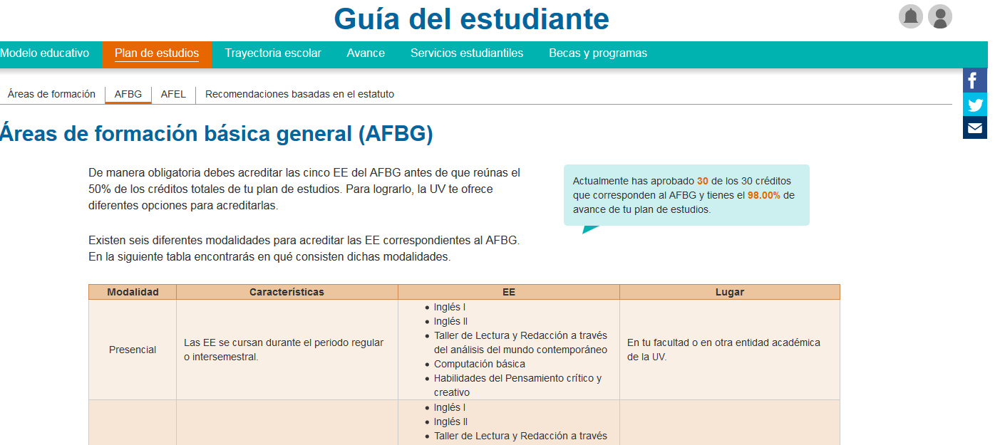 Guía del estudiante
Modelo educativo
Plan de estudios
Trayectoria escolar
Avance
Servicios estudiantiles
Becas y programas
Áreas de formación
AFBG
AFEL
Recomendaciones basadas en el estatuto
Áreas de formación básica general (AFBG)
De manera obligatoria debes acreditar las cinco EE del AFBG antes de que reúnas el
50% de los créditos totales de tu plan de estudios. Para lograrlo, la UV te ofrece
diferentes opciones para acreditarlas.
Existen seis diferentes modalidades para acreditar las EE correspondientes al AFBG.
En la siguiente tabla encontrarás en qué consisten dichas modalidades.
Actualmente has aprobado 30 de los 30 créditos
que corresponden al AFBG y tienes el 98.00% de
avance de tu plan de estudios.
Modalidad
Características
EE
Lugar
Presencial
Las EE se cursan durante el periodo regular
o intersemestral.
Inglés I
Inglés II
Taller de Lectura y Redacción a través
del análisis del mundo contemporáneo
Computación básica
Habilidades del Pensamiento crítico y
creativo
En tu facultad o en otra entidad académica
de la UV.
Inglés I
Inglés II
Taller de Lectura y Redacción a través